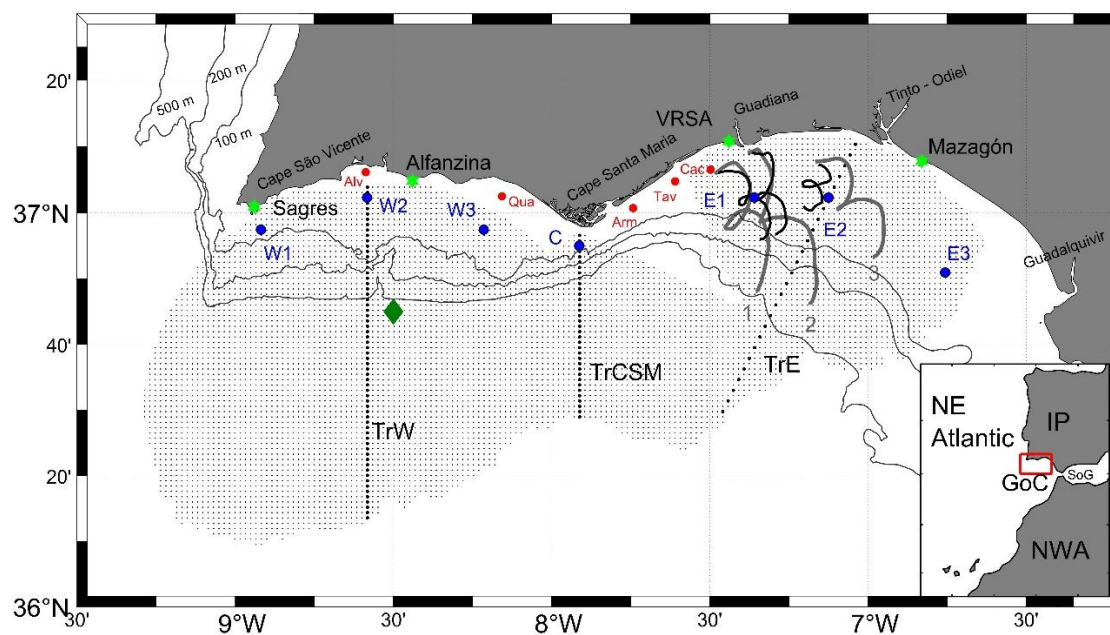 Tinto - Odiel
20'
200 m
500 m
VRSA
Guadiana
100 m
Mazagón
Cape São Vicente
Alfanzina
Cape Santa Maria
Cac
Alv
Tav
Qua
37°N
Sagres
W2
W3
E1
Arm
E2
C
W1
E3
3
Guadalquivir
1
2
40'
TrCSM
TrE
NE
IP
Atlantic
TrW
20'
GoC
SoG
NWA
36°N
30'
9°W
30'
8°W
30'
7°W
30'